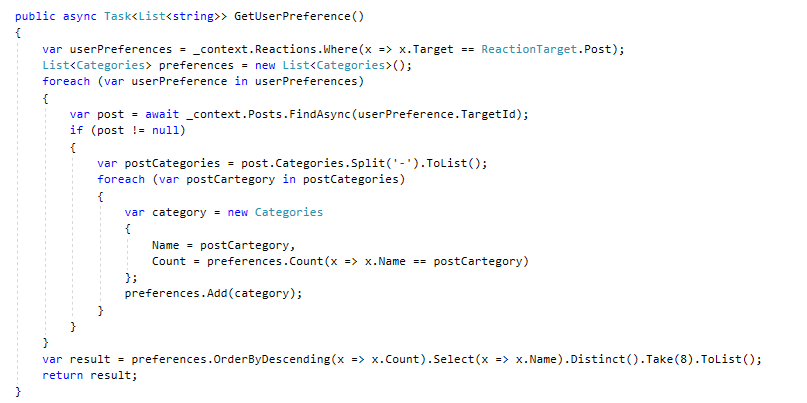 public async Task<List<string>> GetUserPreference()
{
    var userPreferences = _context.Reactions.Where(x => x.Target == ReactionTarget.Post);
    List<Categories> preferences = new List<Categories>();
    foreach (var userPreference in userPreferences)
    {
        var post = await _context.Posts.FindAsync(userPreference.TargetId);
        if (post != null)
        {
            var postCategories = post.Categories.Split('-').ToList();
            foreach (var postCartegory in postCategories)
            {
                var category = new Categories
                {
                    Name = postCartegory,
                    Count = preferences.Count(x => x.Name == postCartegory)
                };
                preferences.Add(category);
            }
        }
    }
    var result = preferences.OrderByDescending(x => x.Count).Select(x => x.Name).Distinct().Take(8).ToList();
    return result;
}